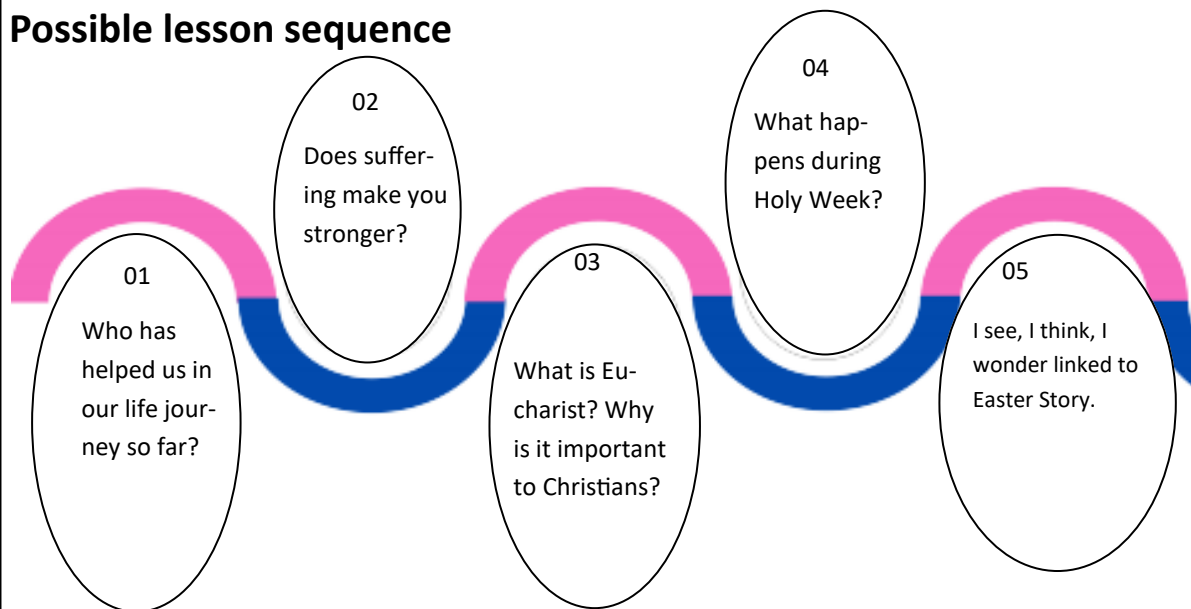 Possible lesson sequence
01
Who has
helped us in
our life jour-
ney so far?
02
Does suffer-
ing make you
stronger?
03
What is Eu-
charist? Why
is it important
to Christians?
04
What hap-
pens during
Holy Week?
05
I see, I think, I
wonder linked to
Easter Story.